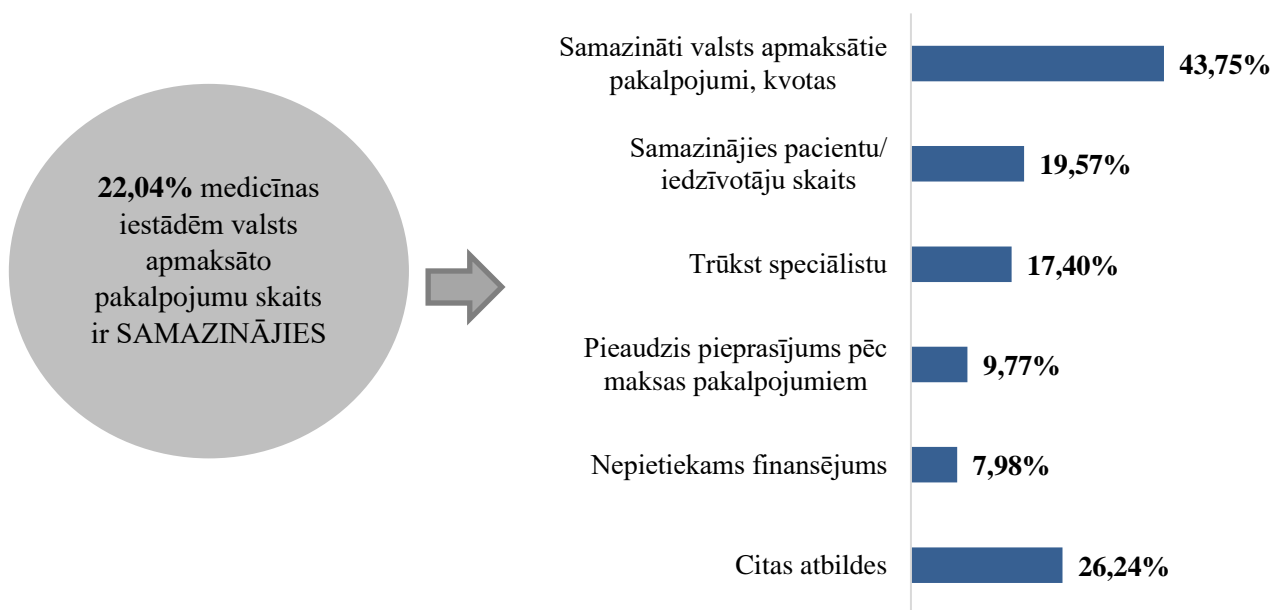 22,04% medicīnas
iestādēm valsts
apmaksāto
pakalpojumu skaits
ir SAMAZINĀJIES
Samazināti valsts apmaksātie
pakalpojumi, kvotas
43,75%
Samazinājies pacientu/
iedzīvotāju skaits
19,57%
Trūkst speciālistu
17,40%
Pieaudzis pieprasījums pēc
maksas pakalpojumiem
9,77%
Nepietiekams finansējums
7,98%
Citas atbildes
26,24%